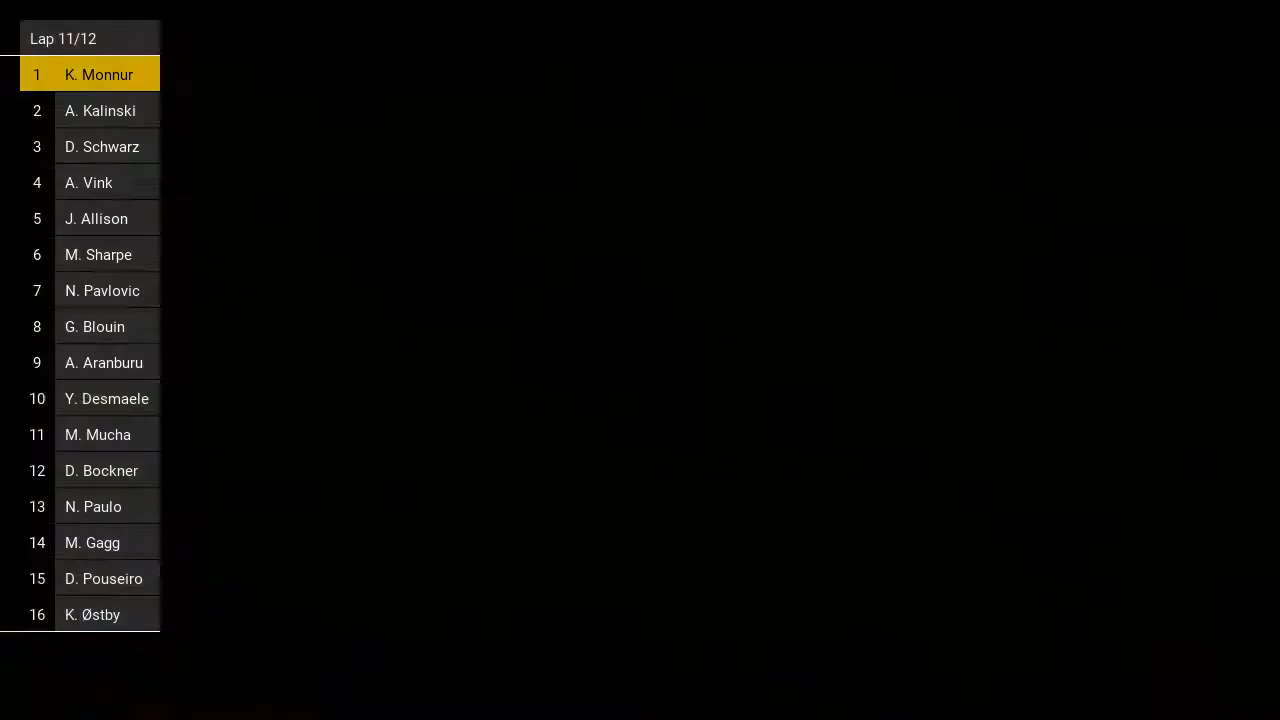 Lap 11/12
1 K. Monnur
2 A. Kalinski
3 D. Schwarz
4 A. Vink
5 J. Allison
6 M. Sharpe
7 N. Pavlovic
8 G. Blouin
9 A. Aranburu
10 Y. Desmaele
11 M. Mucha
12 D. Bockner
13 N. Paulo
14 M. Gagg
15 D. Pouseiro
16 K. Østby